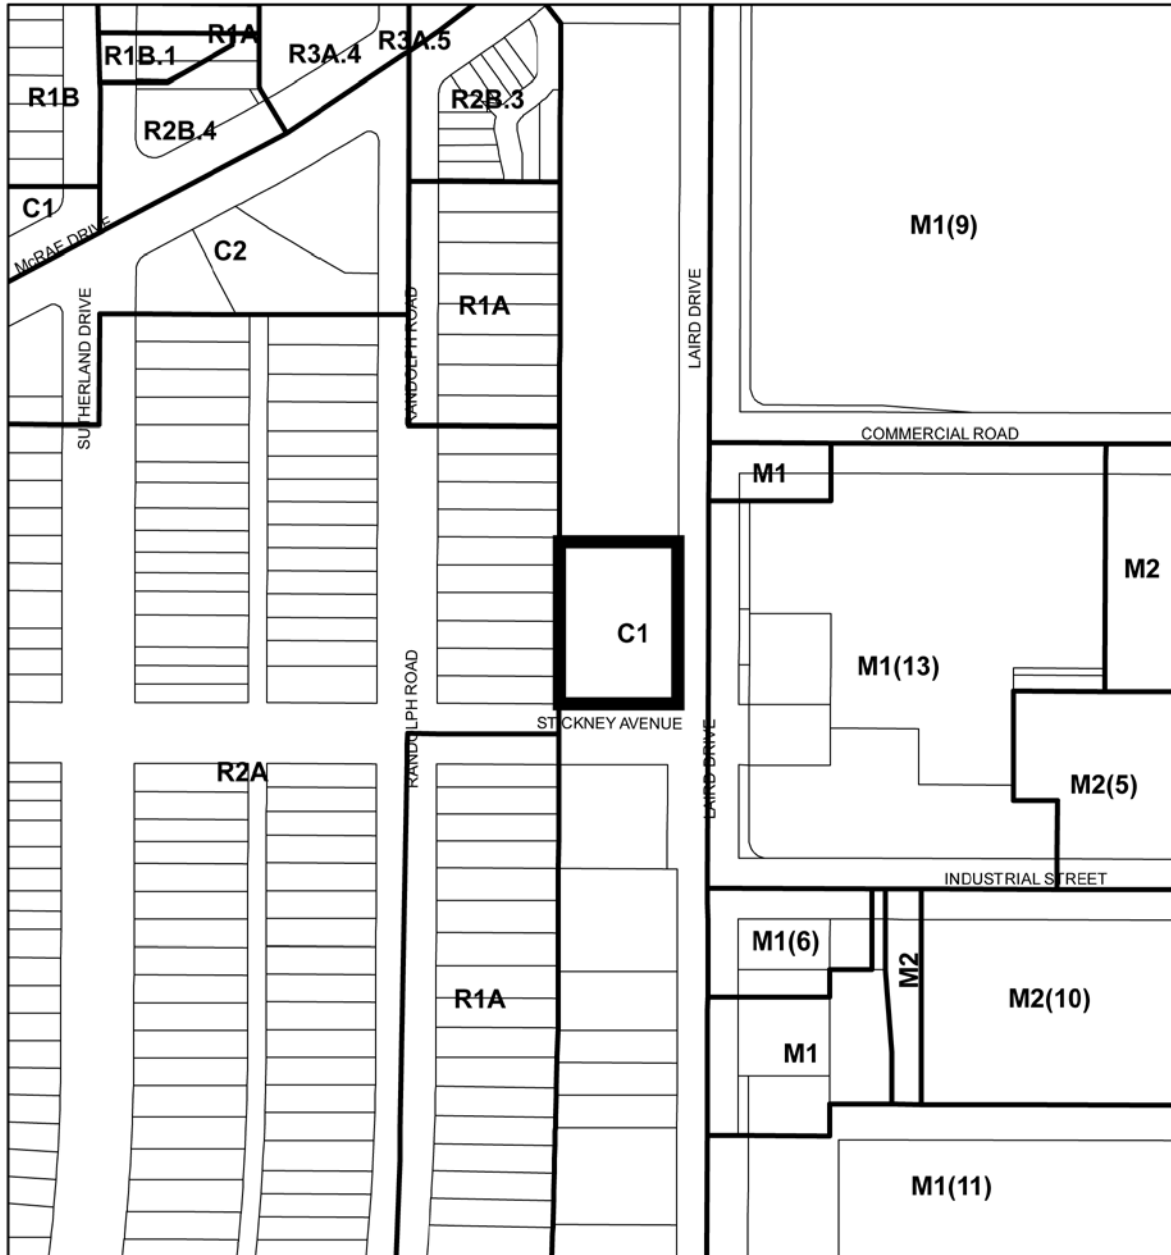 R1A
R3A.5
R1B.1
R3A.4
R1B
R2B.3
R2B.4
C1
McRAE DRIVE
C2
M1(9)
R1A
SUTHERLAND DRIVE
RANDOLPH ROAD
LAIRD DRIVE
COMMERCIAL ROAD
M1
M2
C1
M1(13)
RANDOLPH ROAD
STICKNEY AVENUE
LAIRD DRIVE
R2A
M2(5)
INDUSTRIAL STREET
M1(6)
M2
R1A
M2(10)
M1
M1(11)